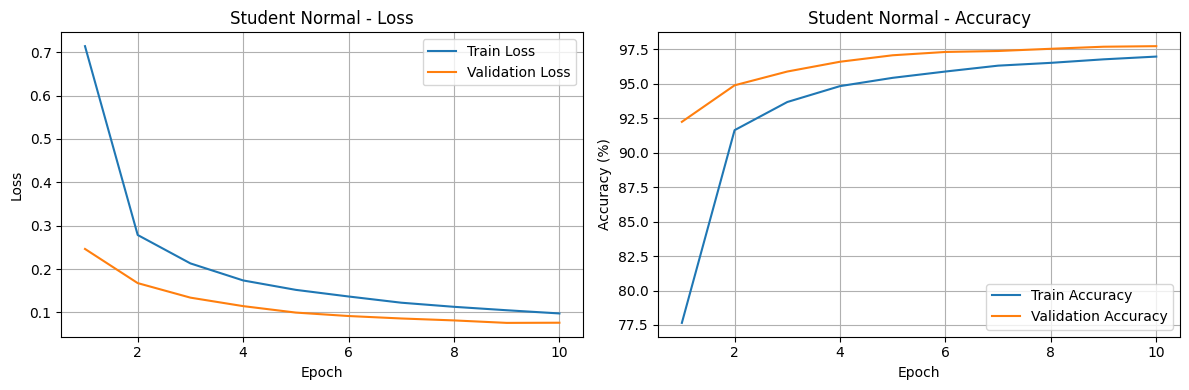 Student Normal - Loss
Loss
0.7
0.6
0.5
0.4
0.3
0.2
0.1
Train Loss
Validation Loss
2
4
6
8
10
Epoch
Student Normal - Accuracy
Accuracy (%)
97.5
95.0
92.5
90.0
87.5
85.0
82.5
80.0
77.5
Train Accuracy
Validation Accuracy
2
4
6
8
10
Epoch